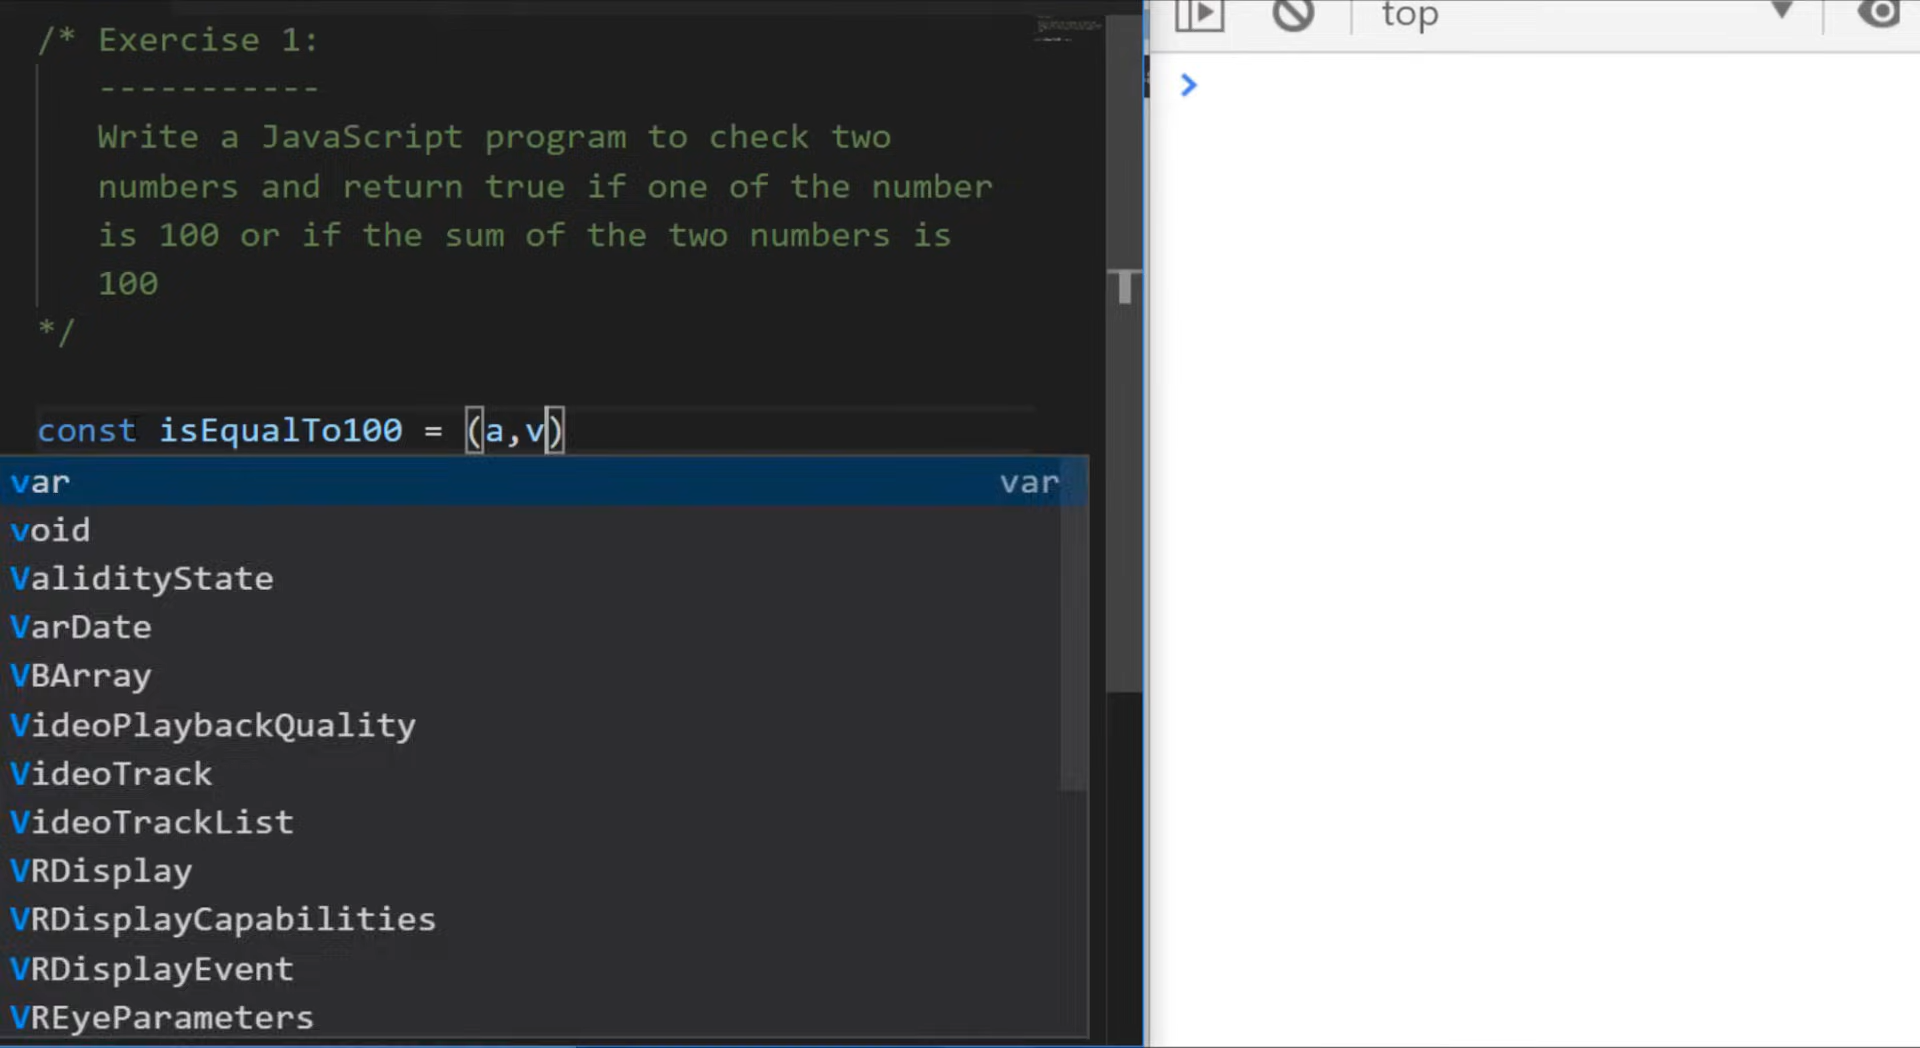 /* Exercise 1:
-----------
Write a JavaScript program to check two
numbers and return true if one of the number
is 100 or if the sum of the two numbers is
100
*/
const isEqualTo100 = (a,v)
var var
void
ValidityState
VarDate
VBArray
VideoPlaybackQuality
VideoTrack
VideoTrackList
VRDisplay
VRDisplayCapabilities
VRDisplayEvent
VREyeParameters
top
>